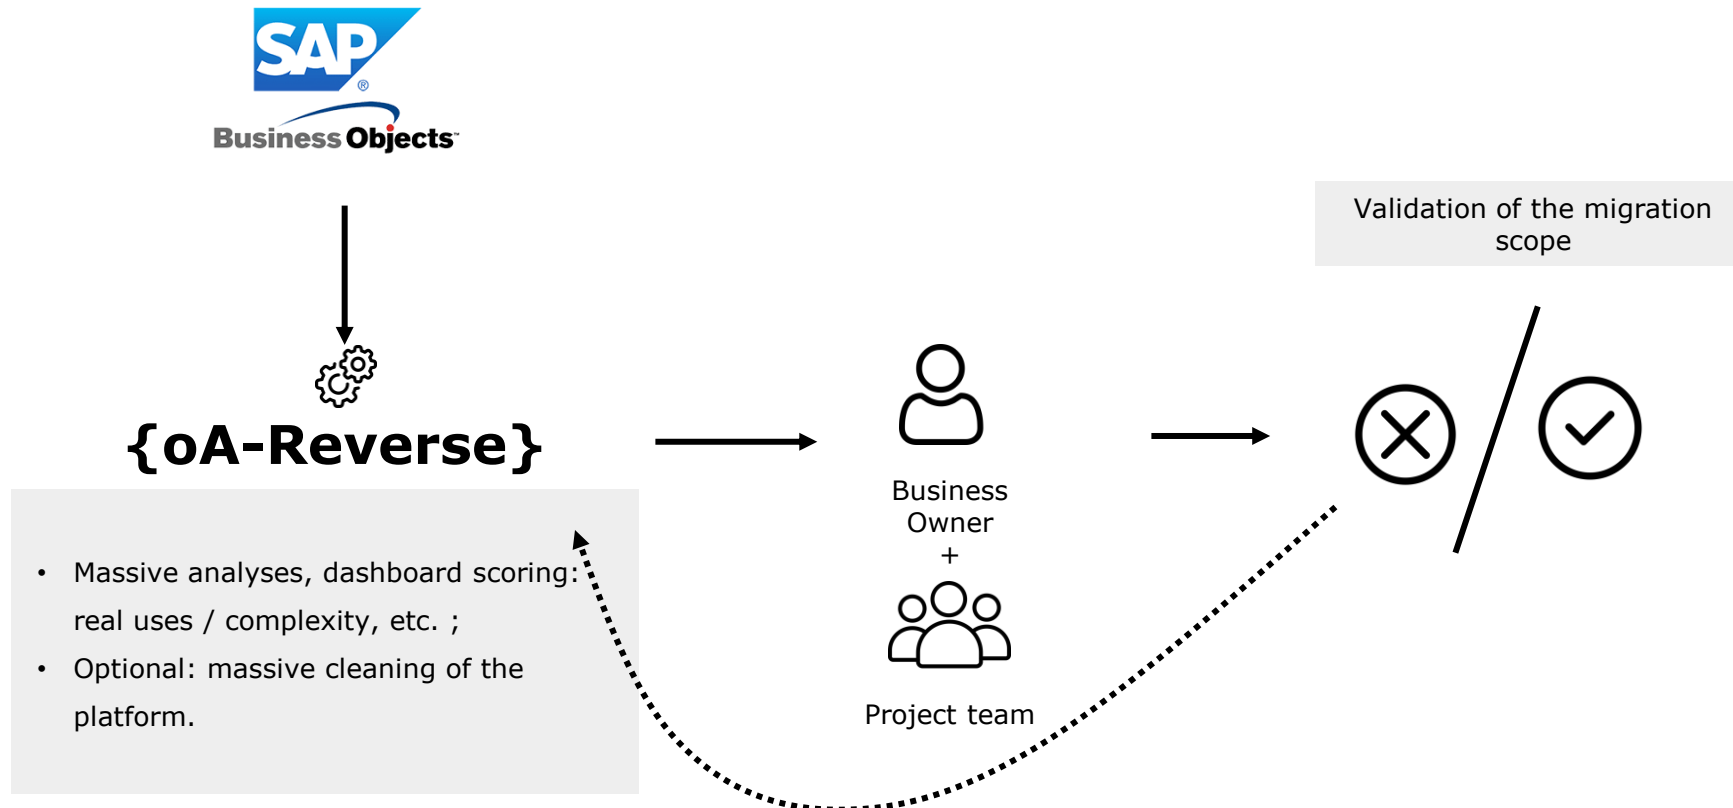 SAP
®
Business Objects™
Validation of the migration
scope
{oA-Reverse}
Business
Owner
+
Project team
• Massive analyses, dashboard scoring:
real uses / complexity, etc. ;
• Optional: massive cleaning of the
platform.